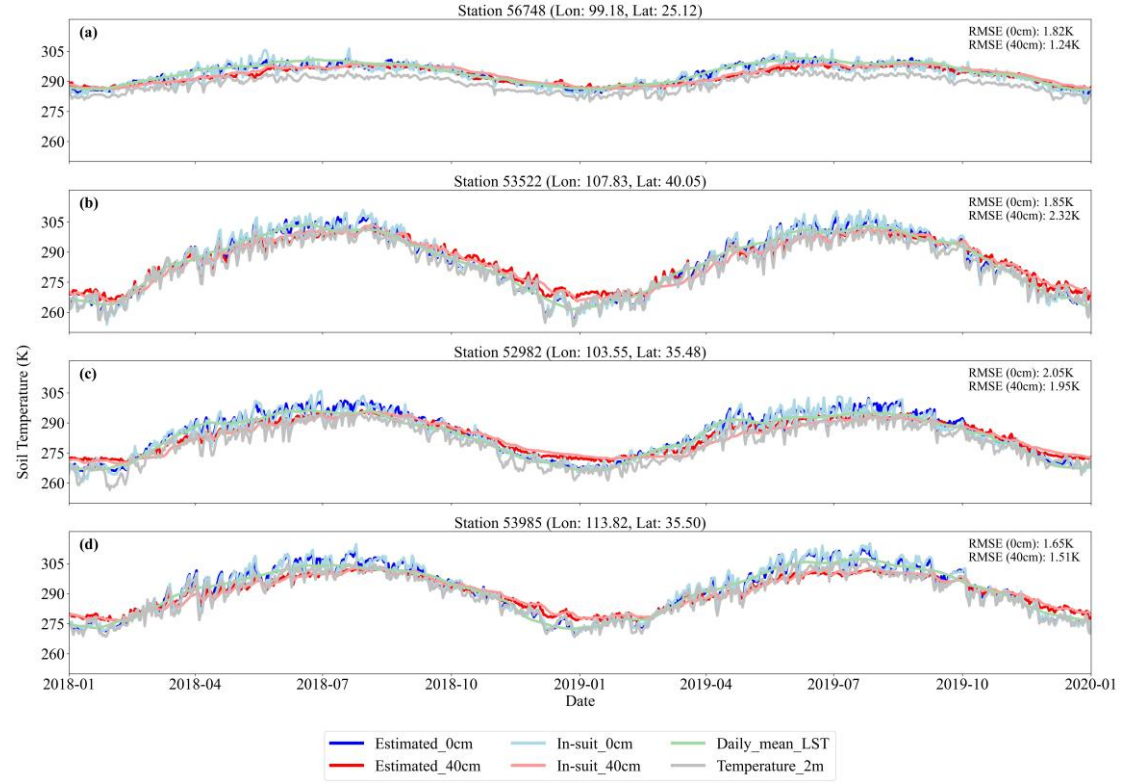 Station 56748 (Lon: 99.18, Lat: 25.12)
(a)
RMSE (0cm): 1.82K
RMSE (40cm): 1.24K
305
290
275
260
Station 53522 (Lon: 107.83, Lat: 40.05)
(b)
RMSE (0cm): 1.85K
RMSE (40cm): 2.32K
305
290
275
260
Station 52982 (Lon: 103.55, Lat: 35.48)
(c)
RMSE (0cm): 2.05K
RMSE (40cm): 1.95K
305
290
275
260
Soil Temperature (K)
Station 53985 (Lon: 113.82, Lat: 35.50)
(d)
RMSE (0cm): 1.65K
RMSE (40cm): 1.51K
305
290
275
260
2018-01 2018-04 2018-07 2018-10 2019-01 2019-04 2019-07 2019-10 2020-01
Date
Estimated_0cm In-suit_0cm Daily_mean_LST
Estimated_40cm In-suit_40cm Temperature_2m